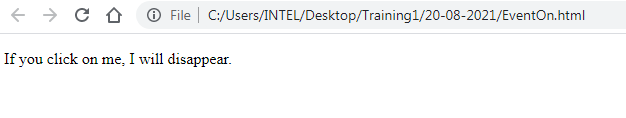 File | C:/Users/INTEL/Desktop/Training1/20-08-2021/EventOn.html
If you click on me, I will disappear.